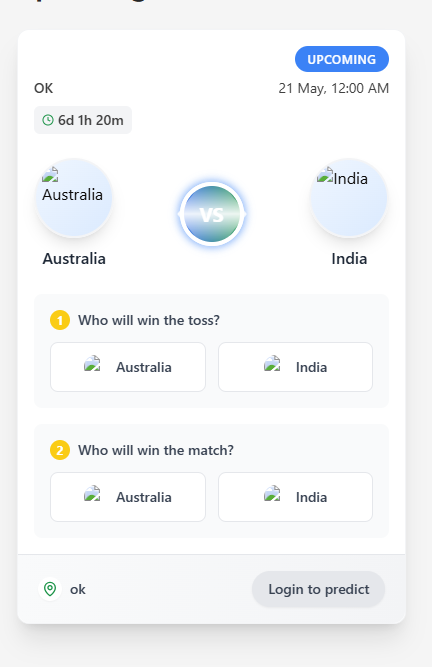 UPCOMING
OK
21 May, 12:00 AM
6d 1h 20m
Australia
India
VS
Australia
India
1 Who will win the toss?
Australia
India
2 Who will win the match?
Australia
India
ok
Login to predict